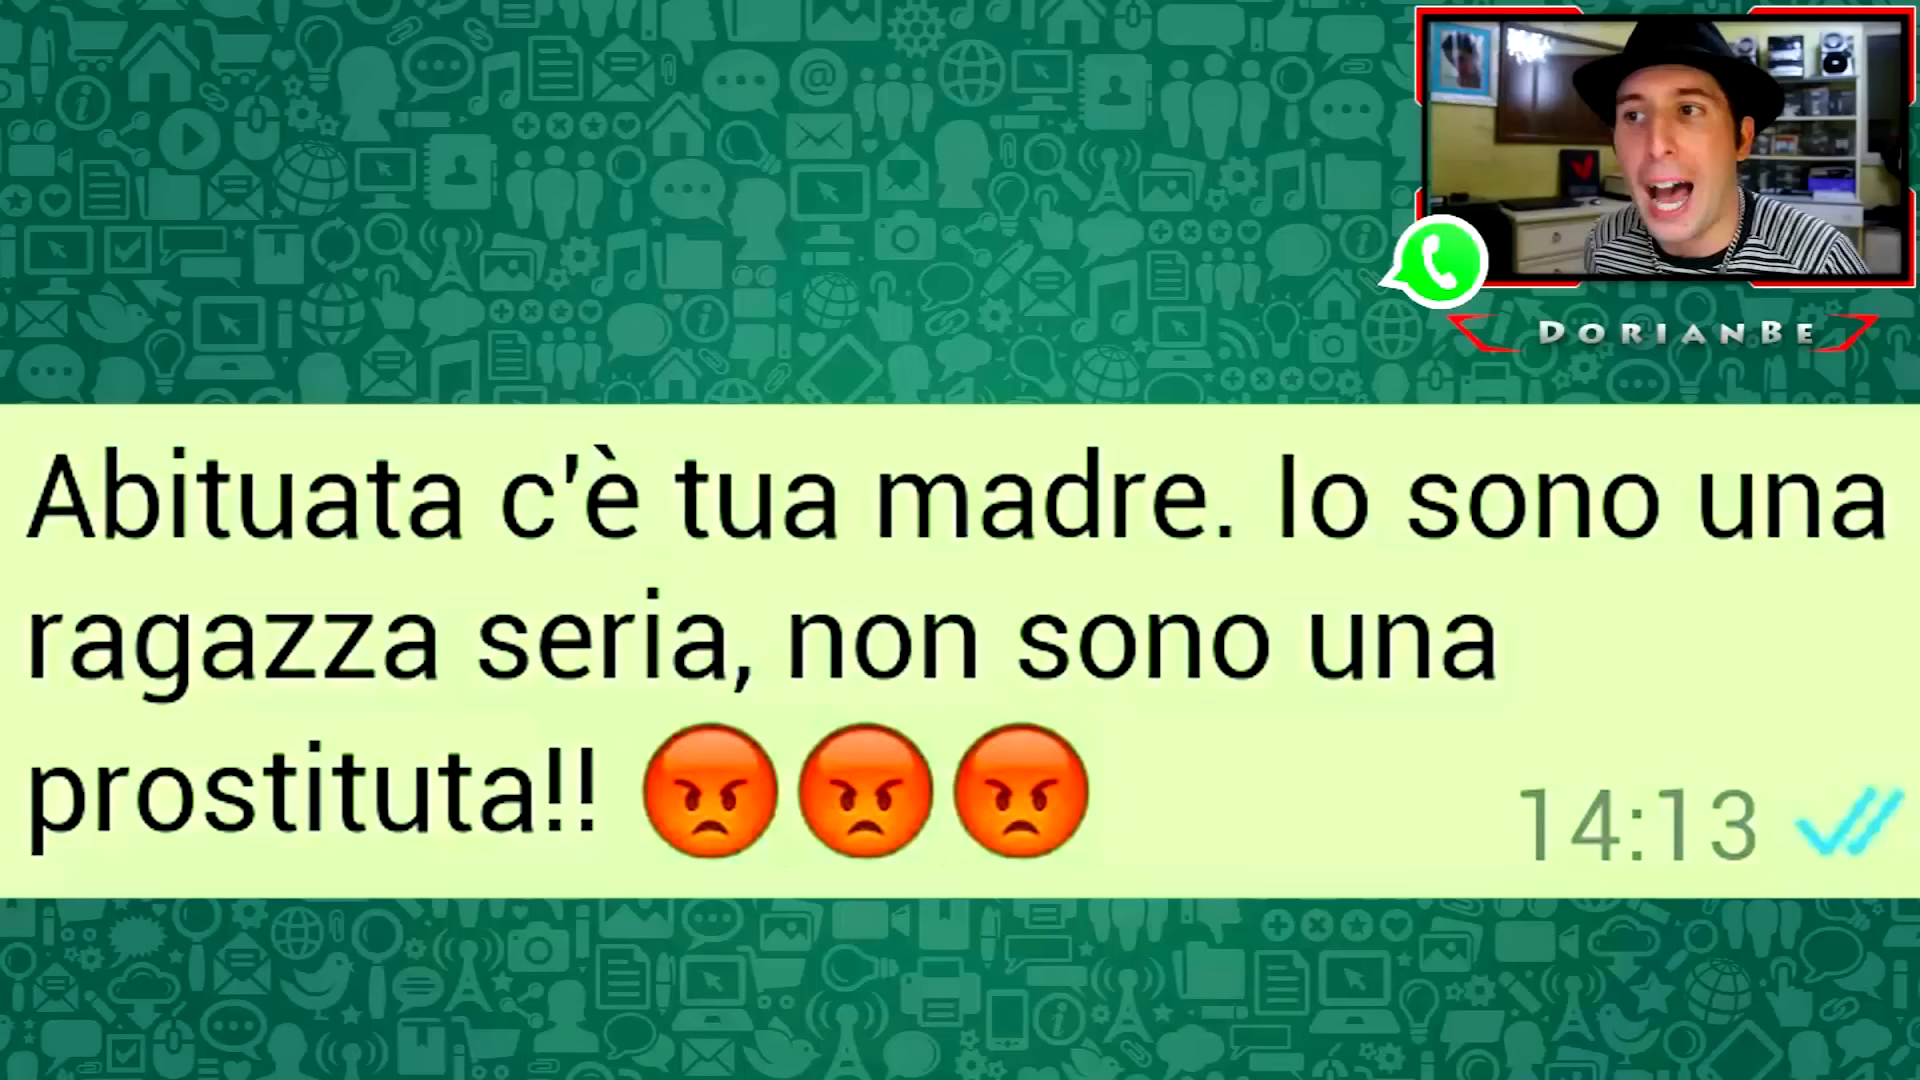 DORIANBE
Abituata c'è tua madre. Io sono una
ragazza seria, non sono una
prostituta!! 😡😡😡
14:13